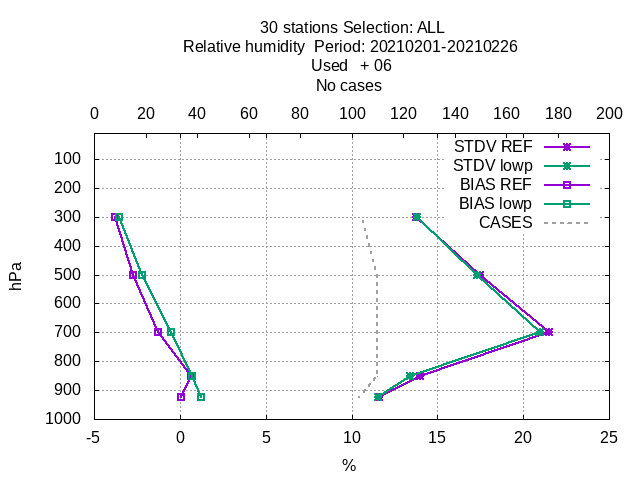 30 stations Selection: ALL
Relative humidity  Period: 20210201-20210226
Used   + 06
No cases
0 20 40 60 80 100 120 140 160 180 200
STDV REF
STDV lowp
BIAS REF
BIAS lowp
CASES
100
200
300
400
500
600
700
800
900
1000
hPa
-5 0 5 10 15 20 25
%